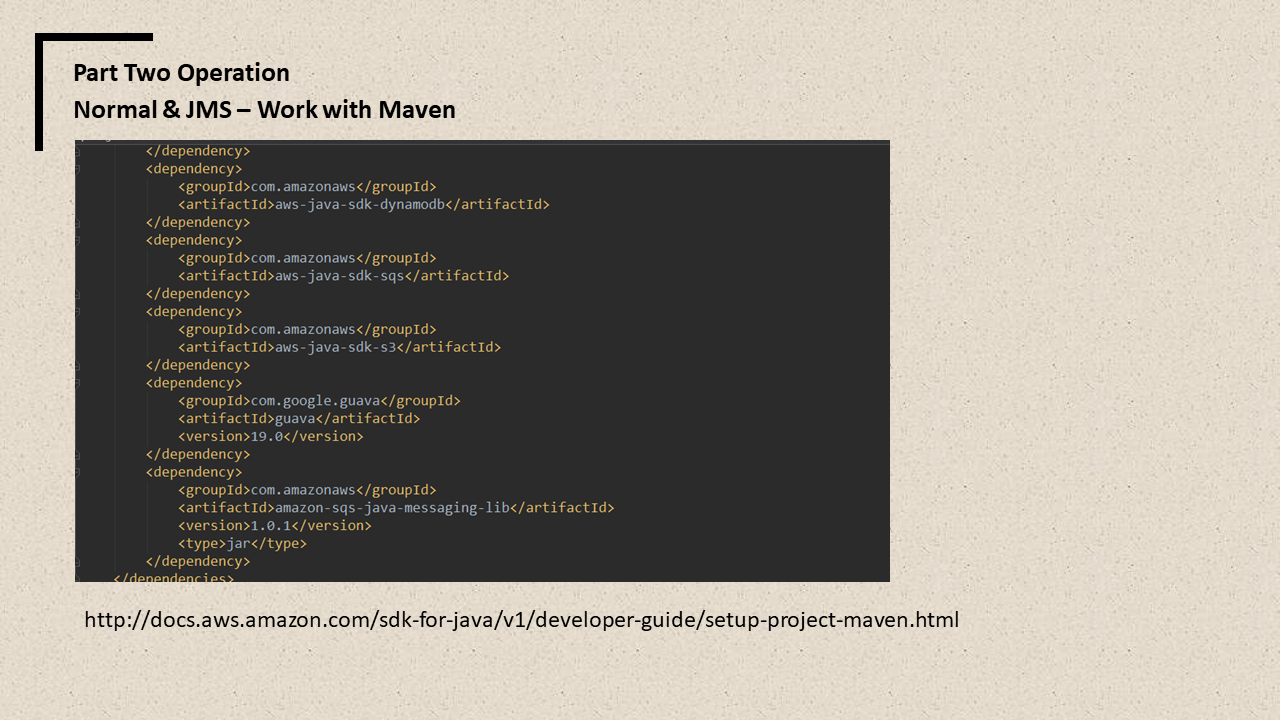 Part Two Operation
Normal & JMS – Work with Maven
</dependency>
<dependency>
<groupId>com.amazonaws</groupId>
<artifactId>aws-java-sdk-dynamodb</artifactId>
</dependency>
<dependency>
<groupId>com.amazonaws</groupId>
<artifactId>aws-java-sdk-sqs</artifactId>
</dependency>
<dependency>
<groupId>com.amazonaws</groupId>
<artifactId>aws-java-sdk-s3</artifactId>
</dependency>
<dependency>
<groupId>com.google.guava</groupId>
<artifactId>guava</artifactId>
<version>19.0</version>
</dependency>
<dependency>
<groupId>com.amazonaws</groupId>
<artifactId>amazon-sqs-java-messaging-lib</artifactId>
<version>1.0.1</version>
<type>jar</type>
</dependency>
</dependencies>
http://docs.aws.amazon.com/sdk-for-java/v1/developer-guide/setup-project-maven.html